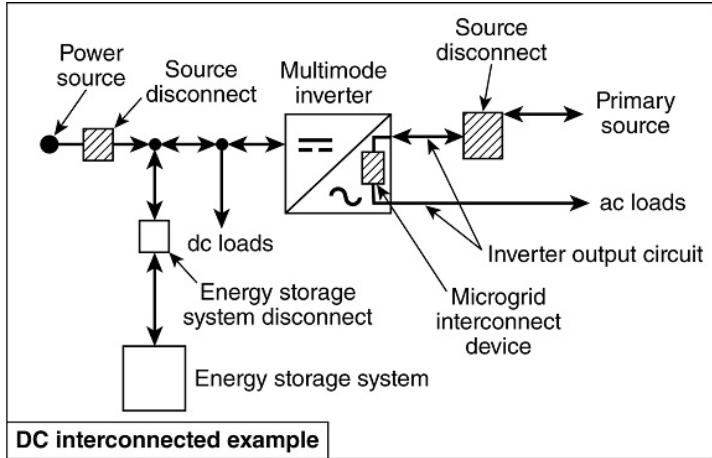 Power
source
Source
disconnect
Multimode
inverter
Source
disconnect
Primary
source
dc loads
ac loads
Inverter output circuit
Energy storage
system disconnect
Microgrid
interconnect
device
Energy storage system
DC interconnected example